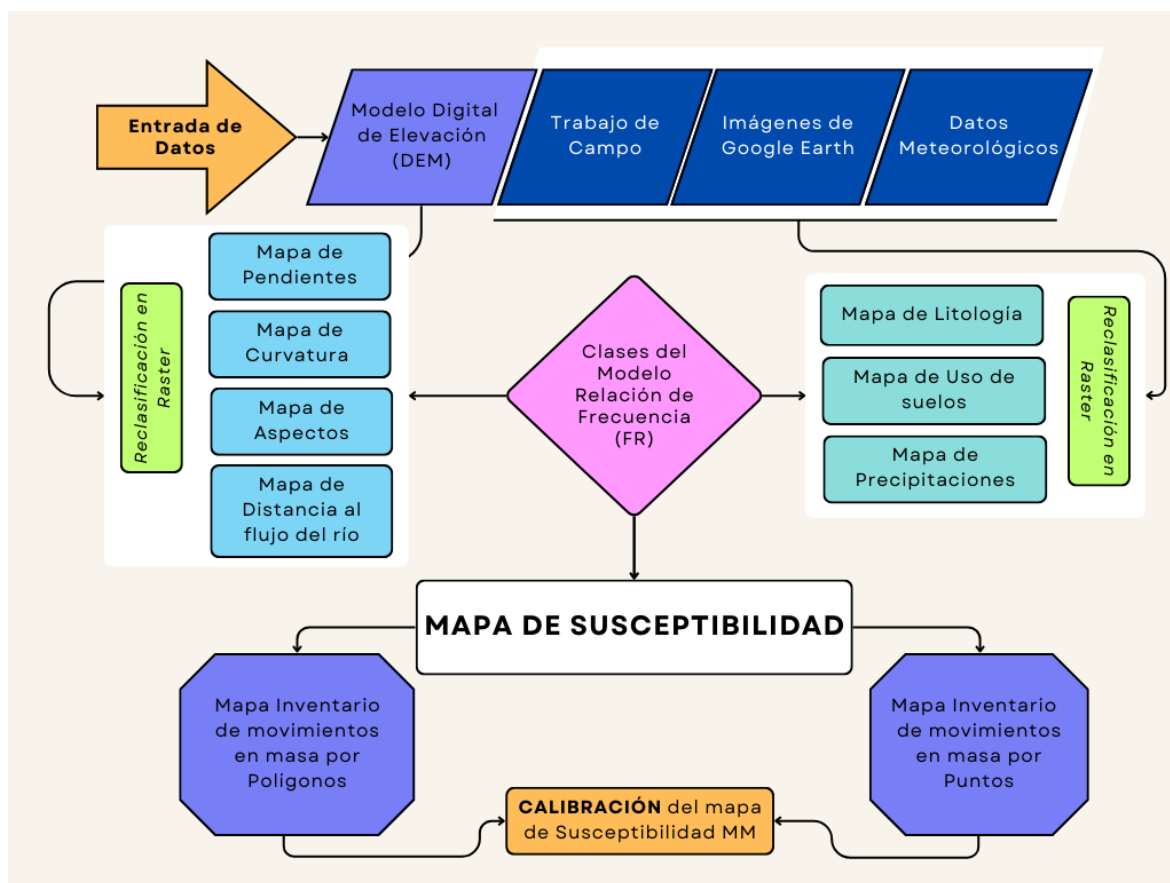 Entrada de
Datos
Modelo Digital
de Elevación
(DEM)
Trabajo de
Campo
Imágenes de
Google Earth
Datos
Meteorológicos
Reclasificación en
Raster
Mapa de
Pendientes
Mapa de
Curvatura
Mapa de
Aspectos
Mapa de
Distancia al
flujo del río
Clases del
Modelo
Relación de
Frecuencia
(FR)
Mapa de Litología
Mapa de Uso de
suelos
Mapa de
Precipitaciones
Reclasificación en
Raster
MAPA DE SUSCEPTIBILIDAD
Mapa Inventario
de movimientos
en masa por
Polígonos
Mapa Inventario
de movimientos
en masa por
Puntos
CALIBRACIÓN del mapa
de Susceptibilidad MM